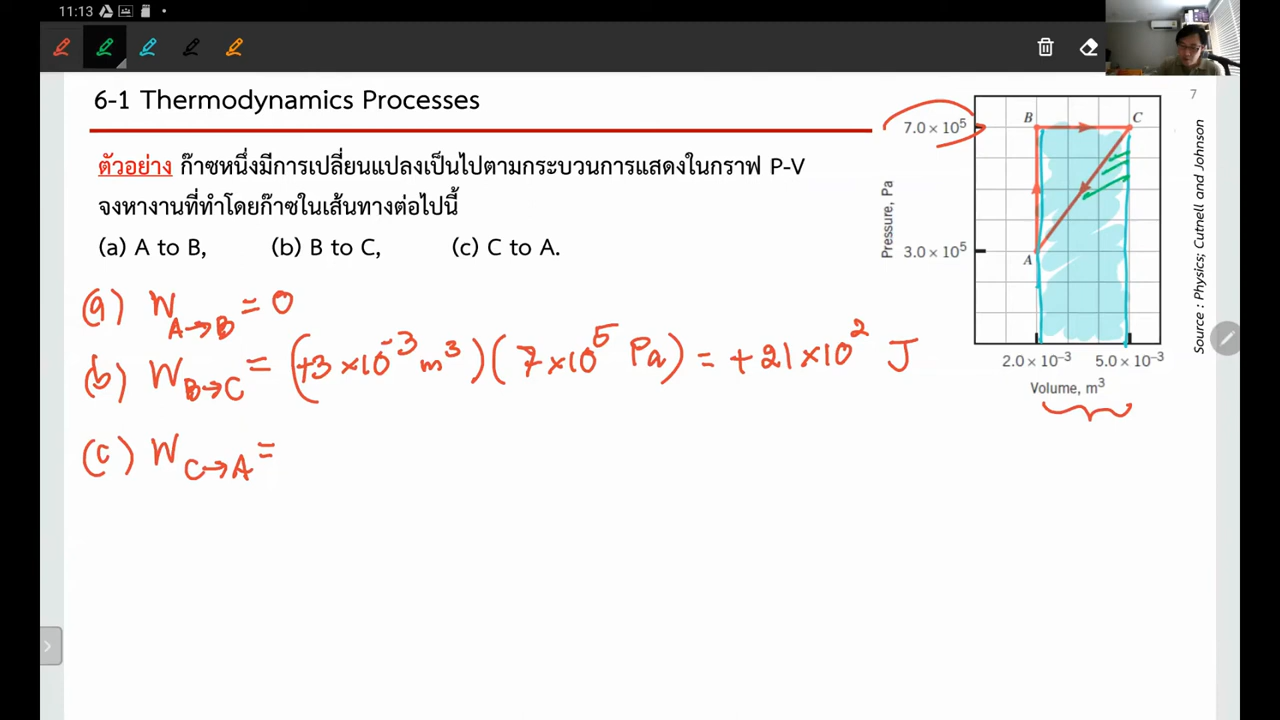 11:13
6-1 Thermodynamics Processes
7
ตัวอย่าง ก๊าซหนึ่งมีการเปลี่ยนแปลงเป็นไปตามกระบวนการแสดงในกราฟ P-V
จงหางานที่ทำโดยก๊าซในเส้นทางต่อไปนี้
(a) A to B, (b) B to C, (c) C to A.
(a) W A→B = 0
(b) W B→C = (+3×10⁻³ m³)(7×10⁵ Pa) = +21×10² J
(c) W C→A =
B C
7.0 × 10⁵
Pressure, Pa
3.0 × 10⁵
A
2.0 × 10⁻³ 5.0 × 10⁻³
Volume, m³
Source : Physics; Cutnell and Johnson